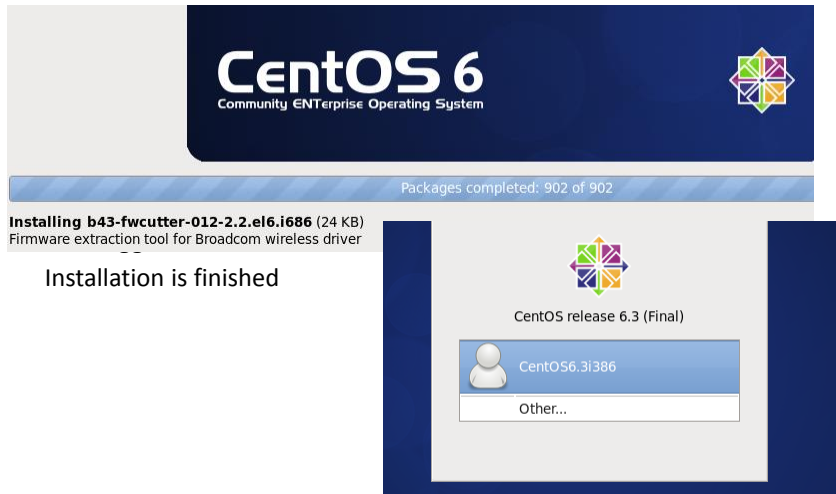 CentOS 6
Community ENTerprise Operating System
Packages completed: 902 of 902
Installing b43-fwcutter-012-2.2.el6.i686 (24 KB)
Firmware extraction tool for Broadcom wireless driver
Installation is finished
CentOS release 6.3 (Final)
CentOS6.3i386
Other...